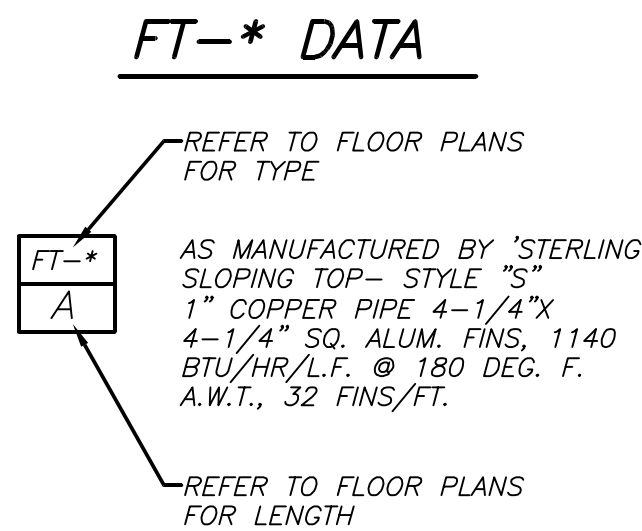 FT-* DATA
REFER TO FLOOR PLANS
FOR TYPE
FT-*
A
AS MANUFACTURED BY 'STERLING
SLOPING TOP- STYLE "S"
1" COPPER PIPE 4-1/4"X
4-1/4" SQ. ALUM. FINS, 1140
BTU/HR/L.F. @ 180 DEG. F.
A.W.T., 32 FINS/FT.
REFER TO FLOOR PLANS
FOR LENGTH